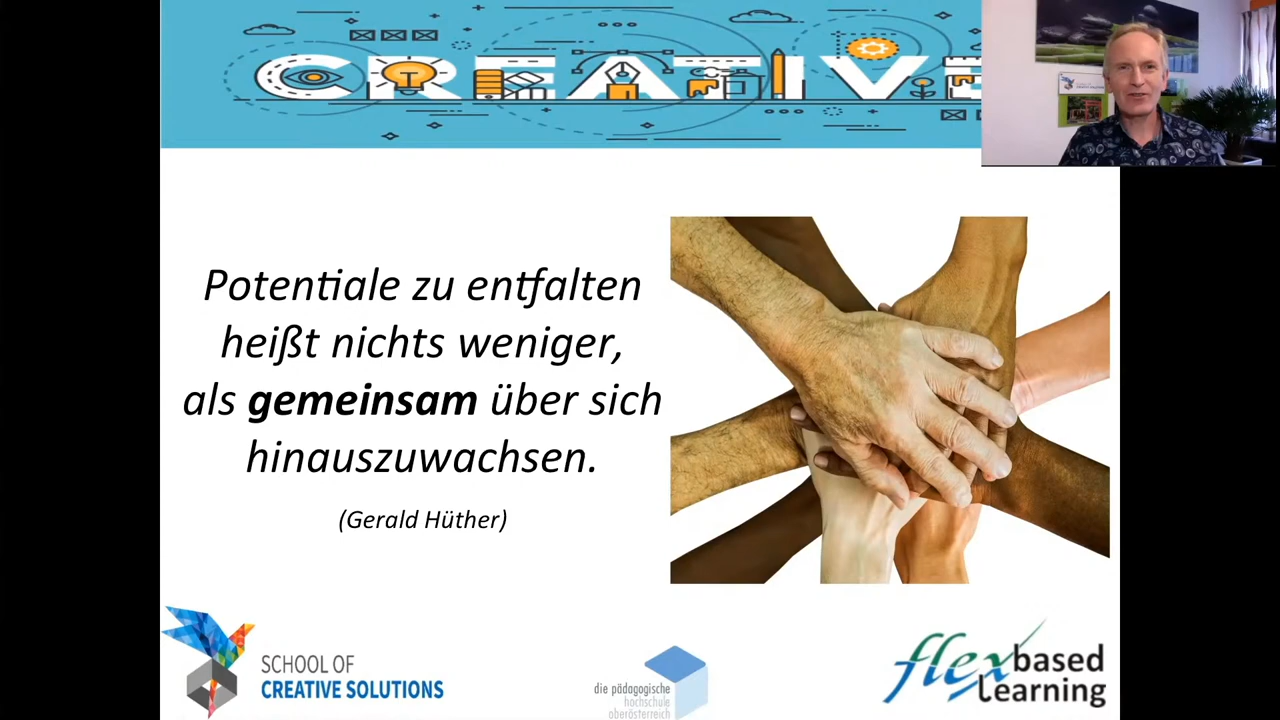 CREATIVE
Potentiale zu entfalten
heißt nichts weniger,
als gemeinsam über sich
hinauszuwachsen.
(Gerald Hüther)
SCHOOL OF
CREATIVE SOLUTIONS
die pädagogische
hochschule
oberösterreich
flexbased
Learning